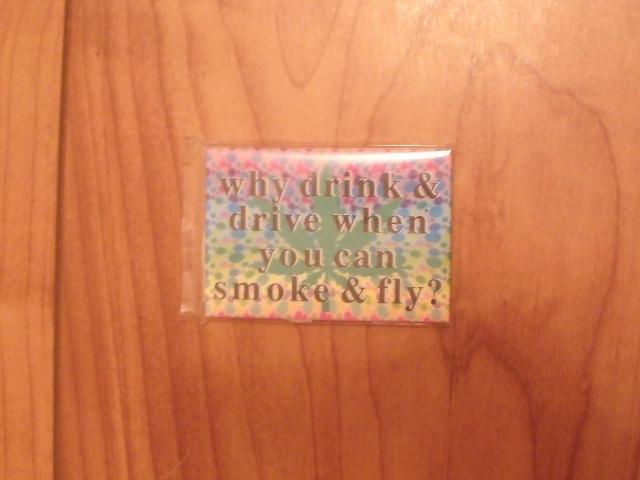 why drink &
drive when
you can
smoke & fly?